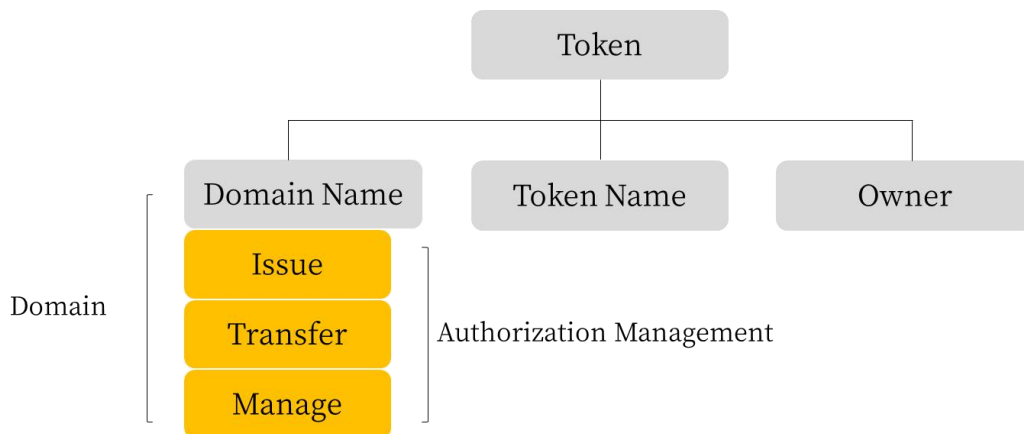 Token
Domain Name
Token Name
Owner
Issue
Transfer
Manage
Domain
Authorization Management